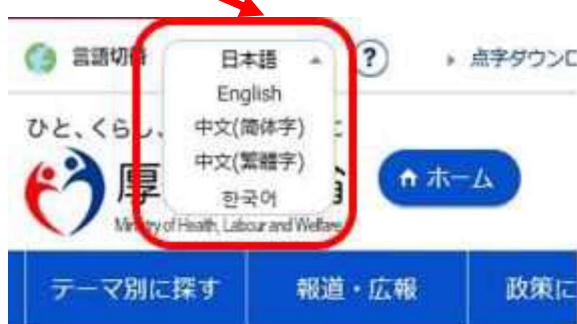 言語切替
日本語
?
点字ダウンロ
English
中文(简体字)
中文(繁體字)
한국어
ひと、くらし、
に
厚
省
Ministry of Health, Labour and Welfare
ホーム
テーマ別に探す
報道・広報
政策に